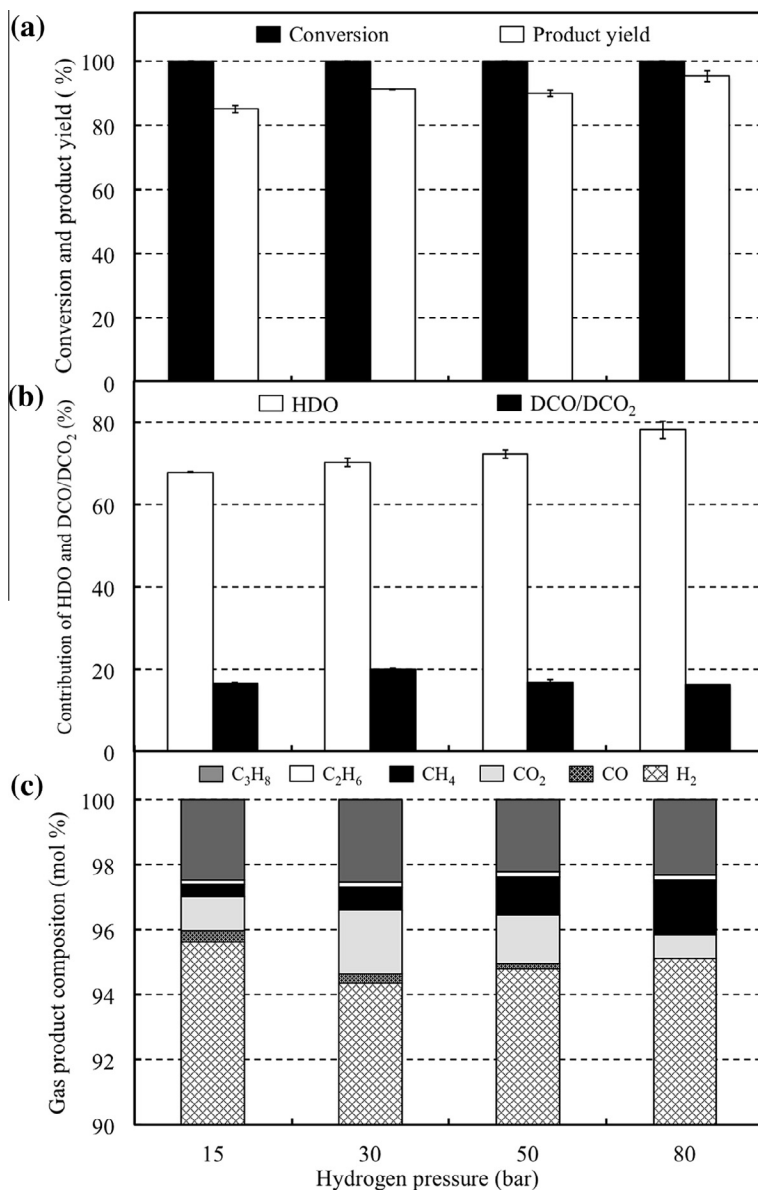 (a)
Conversion
Product yield
Conversion and product yield ( %)
100
80
60
40
20
0
(b)
HDO
DCO/DCO₂
Contribution of HDO and DCO/DCO₂ (%)
80
60
40
20
0
(c)
C₃H₈ C₂H₆ CH₄ CO₂ CO H₂
Gas product compositon (mol %)
100
98
96
94
92
90
15 30 50 80
Hydrogen pressure (bar)